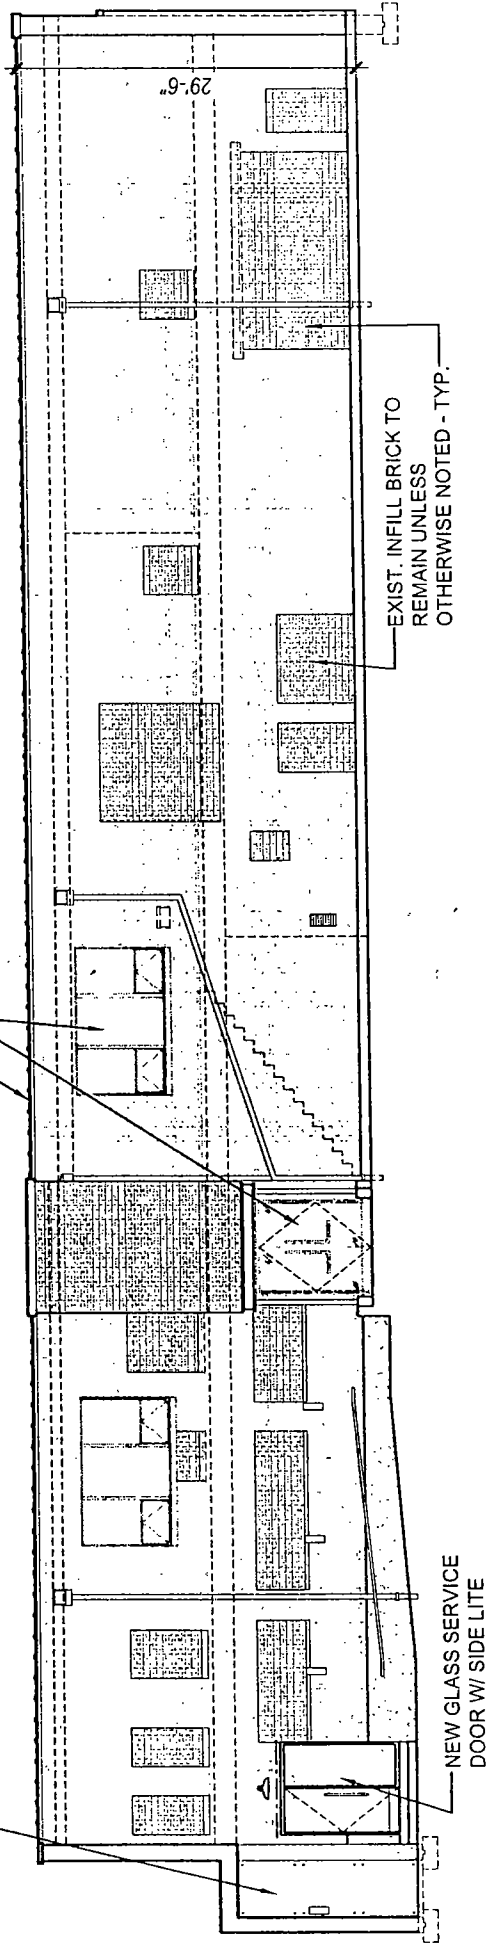 29'-6"
EXIST. INFILL BRICK TO
REMAIN UNLESS
OTHERWISE NOTED - TYP.
NEW GLASS SERVICE
DOOR W/ SIDE LITE